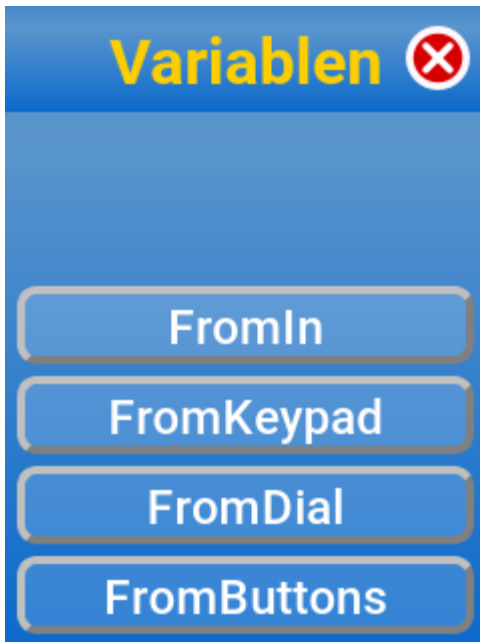 Variablen
FromIn
FromKeypad
FromDial
FromButtons